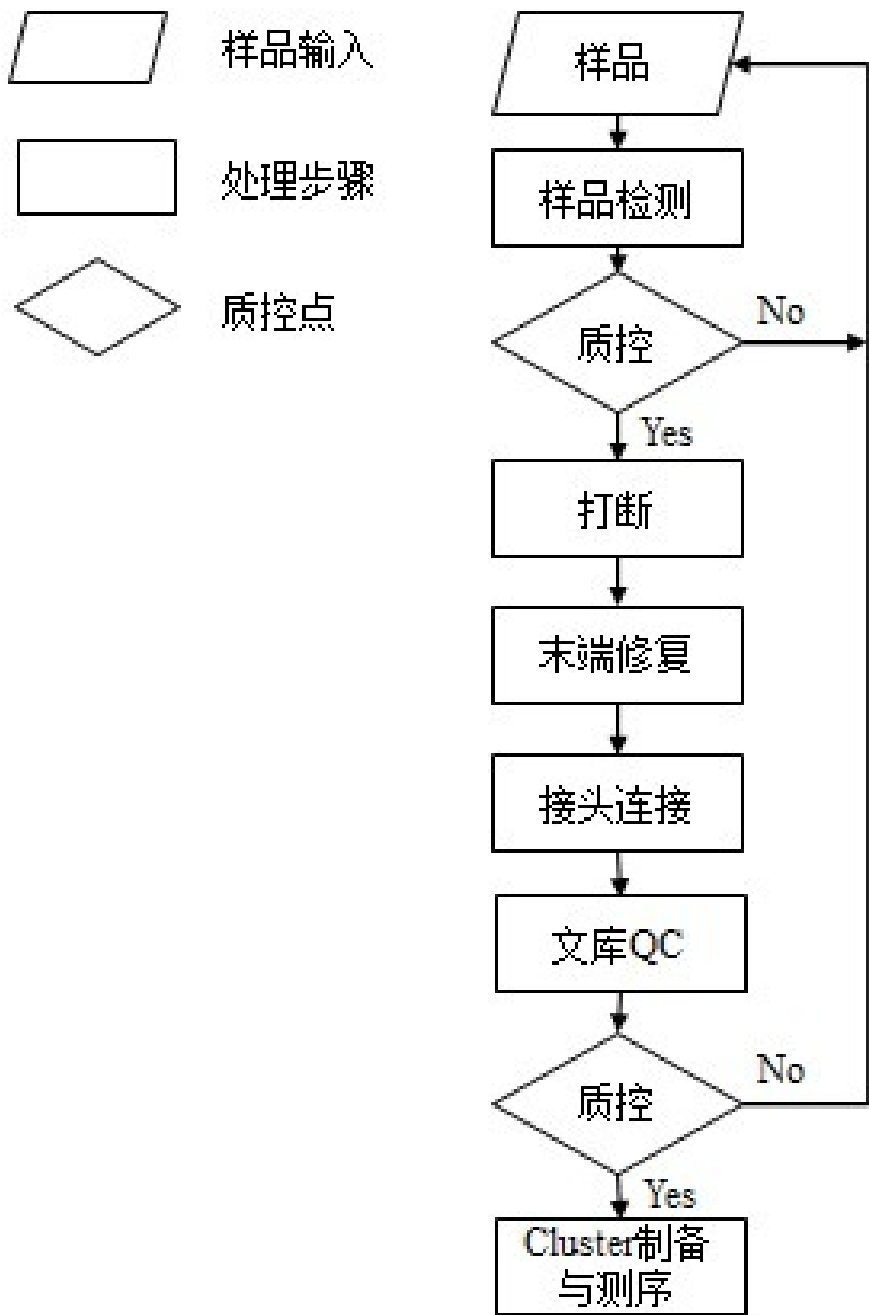 样品输入
处理步骤
质控点
样品
样品检测
质控
No
Yes
打断
末端修复
接头连接
文库QC
质控
No
Yes
Cluster制备
与测序